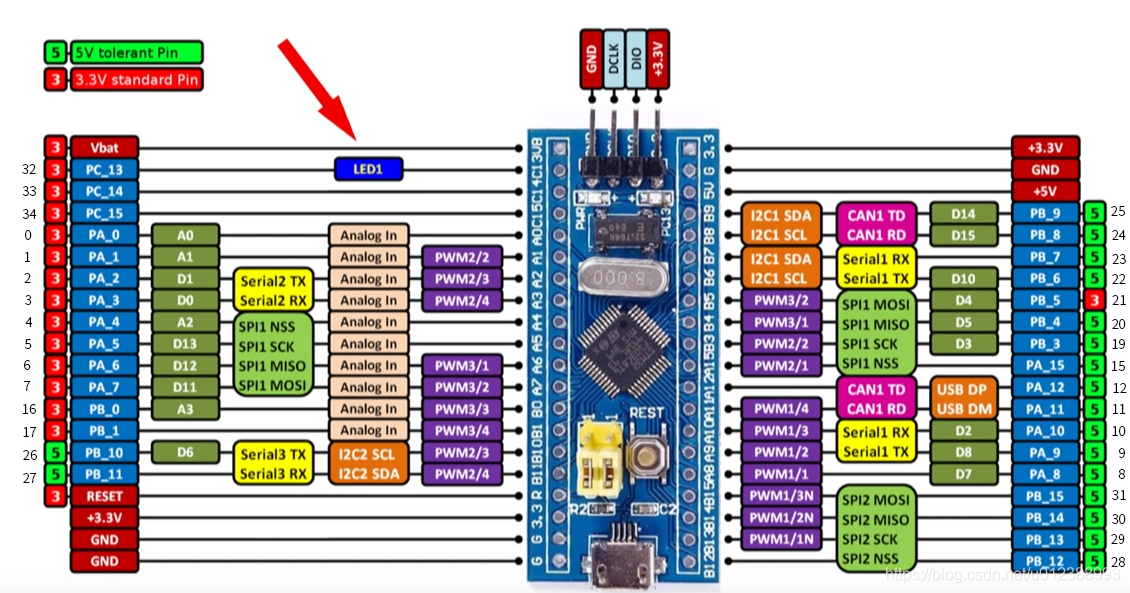 5 5V tolerant Pin
3 3.3V standard Pin
GND DCLK DIO +3.3V
3 Vbat
32 3 PC_13 LED1
33 3 PC_14
34 3 PC_15
0 3 PA_0 A0 Analog In
1 3 PA_1 A1 Analog In PWM2/2
2 3 PA_2 D1 Serial2 TX Analog In PWM2/3
3 3 PA_3 D0 Serial2 RX Analog In PWM2/4
4 3 PA_4 A2 SPI1 NSS Analog In
5 3 PA_5 D13 SPI1 SCK Analog In
6 3 PA_6 D12 SPI1 MISO Analog In PWM3/1
7 3 PA_7 D11 SPI1 MOSI Analog In PWM3/2
16 3 PB_0 A3 Analog In PWM3/3
17 3 PB_1 Analog In PWM3/4
26 5 PB_10 D6 Serial3 TX I2C2 SCL PWM2/3
27 5 PB_11 Serial3 RX I2C2 SDA PWM2/4
3 RESET
+3.3V
GND
GND
VB C13 C14 C15 A0 A1 A2 A3 A4 A5 A6 A7 B0 B1 B10 B11 R 3.3 G G
PWR PC13
8.000
REST
R2 C2
3.3 G 5V B9 B8 B7 B6 B5 B4 B3 A15 A12 A11 A10 A9 A8 B15 B14 B13 B12
+3.3V
GND
+5V
I2C1 SDA CAN1 TD D14 PB_9 5 25
I2C1 SCL CAN1 RD D15 PB_8 5 24
I2C1 SDA Serial1 RX PB_7 5 23
I2C1 SCL Serial1 TX D10 PB_6 5 22
PWM3/2 SPI1 MOSI D4 PB_5 3 21
PWM3/1 SPI1 MISO D5 PB_4 5 20
PWM2/2 SPI1 SCK D3 PB_3 5 19
PWM2/1 SPI1 NSS PA_15 5 15
CAN1 TD USB DP PA_12 5 12
PWM1/4 CAN1 RD USB DM PA_11 5 11
PWM1/3 Serial1 RX D2 PA_10 5 10
PWM1/2 Serial1 TX D8 PA_9 5 9
PWM1/1 D7 PA_8 5 8
PWM1/3N SPI2 MOSI PB_15 5 31
PWM1/2N SPI2 MISO PB_14 5 30
PWM1/1N SPI2 SCK PB_13 5 29
SPI2 NSS PB_12 5 28
https://blog.csdn.net/u012388993